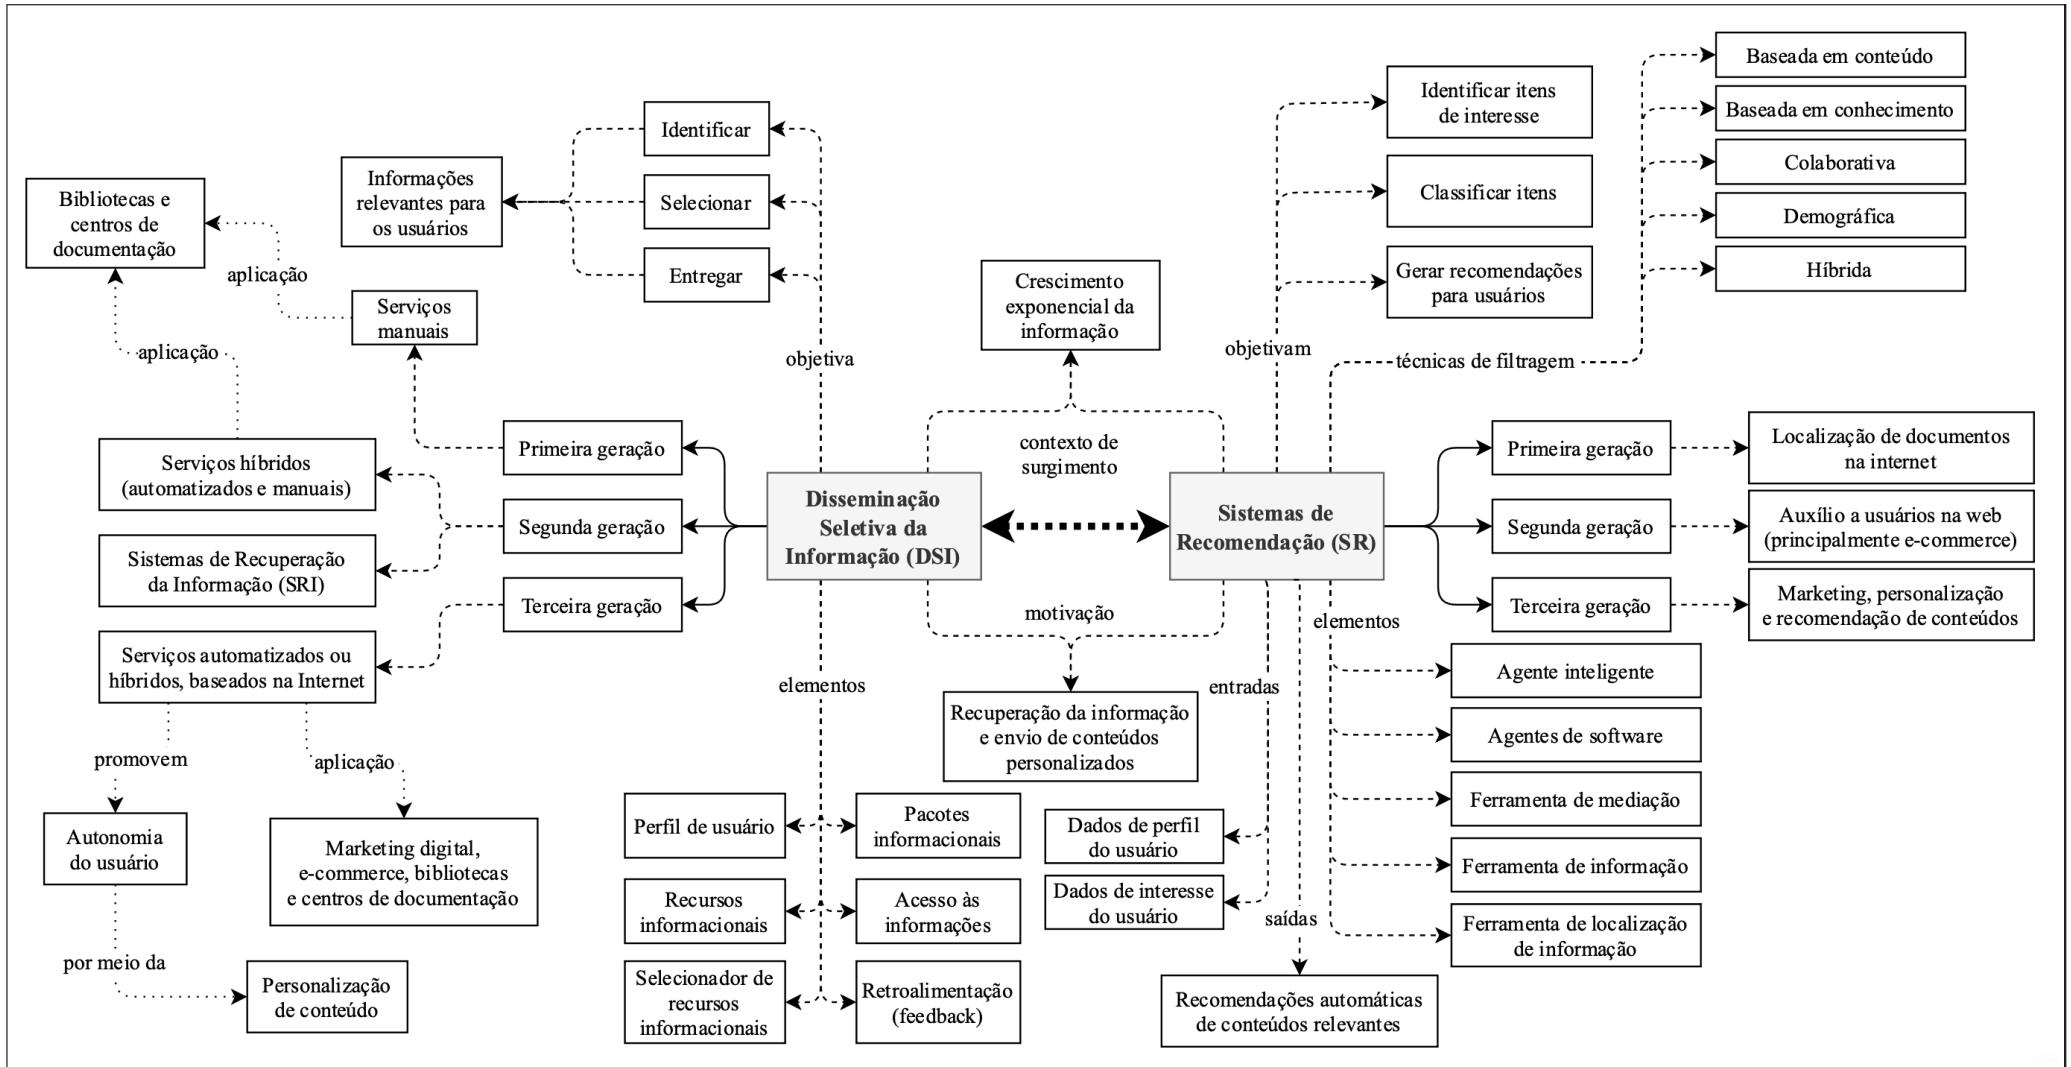 Baseada em conteúdo
Identificar itens
de interesse
Baseada em conhecimento
Identificar
Colaborativa
Informações
relevantes para
os usuários
Classificar itens
Bibliotecas e
centros de
documentação
Selecionar
Demográfica
aplicação
Entregar
Gerar recomendações
para usuários
Híbrida
Crescimento
exponencial da
informação
Serviços
manuais
aplicação
objetiva
objetivam
técnicas de filtragem
contexto de
surgimento
Serviços híbridos
(automatizados e manuais)
Primeira geração
Primeira geração
Localização de documentos
na internet
Disseminação
Seletiva da
Informação (DSI)
Sistemas de
Recomendação (SR)
Segunda geração
Segunda geração
Auxílio a usuários na web
(principalmente e-commerce)
Sistemas de Recuperação
da Informação (SRI)
Terceira geração
motivação
Terceira geração
Marketing, personalização
e recomendação de conteúdos
elementos
Serviços automatizados ou
híbridos, baseados na Internet
elementos
entradas
Agente inteligente
Recuperação da informação
e envio de conteúdos
personalizados
Agentes de software
promovem
aplicação
Ferramenta de mediação
Autonomia
do usuário
Marketing digital,
e-commerce, bibliotecas
e centros de documentação
Perfil de usuário
Pacotes
informacionais
Dados de perfil
do usuário
Ferramenta de informação
Recursos
informacionais
Acesso às
informações
Dados de interesse
do usuário
saídas
Ferramenta de localização
de informação
por meio da
Personalização
de conteúdo
Selecionador de
recursos
informacionais
Retroalimentação
(feedback)
Recomendações automáticas
de conteúdos relevantes